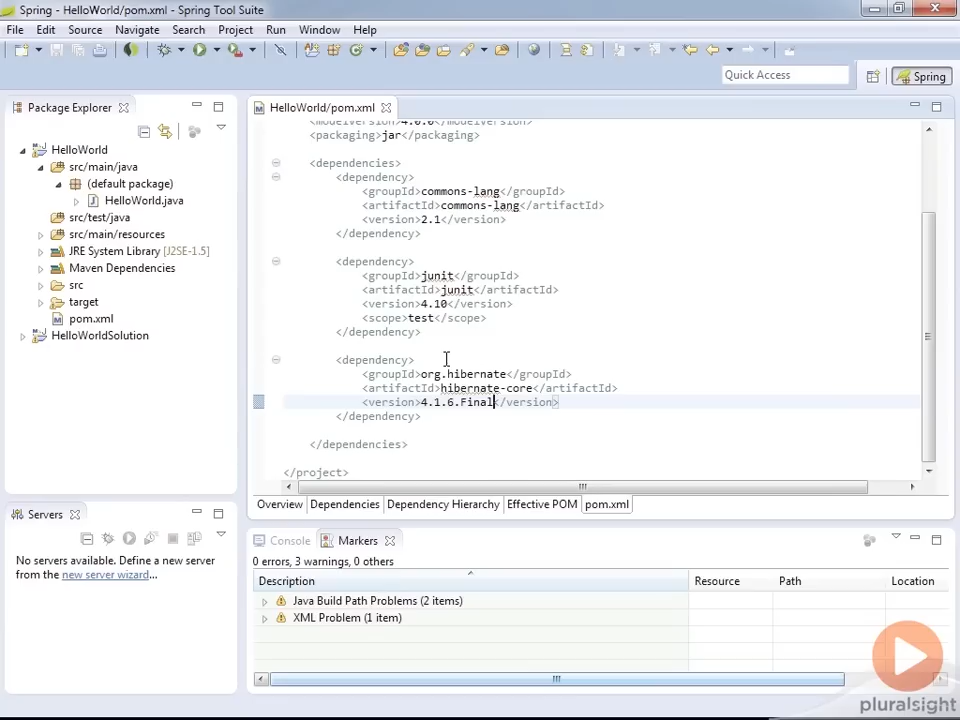 Spring - HelloWorld/pom.xml - Spring Tool Suite
File Edit Source Navigate Search Project Run Window Help
Quick Access
Spring
Package Explorer
HelloWorld
src/main/java
(default package)
HelloWorld.java
src/test/java
src/main/resources
JRE System Library [J2SE-1.5]
Maven Dependencies
src
target
pom.xml
HelloWorldSolution
HelloWorld/pom.xml
<modelVersion>4.0.0</modelVersion>
<packaging>jar</packaging>
<dependencies>
<dependency>
<groupId>commons-lang</groupId>
<artifactId>commons-lang</artifactId>
<version>2.1</version>
</dependency>
<dependency>
<groupId>junit</groupId>
<artifactId>junit</artifactId>
<version>4.10</version>
<scope>test</scope>
</dependency>
<dependency>
<groupId>org.hibernate</groupId>
<artifactId>hibernate-core</artifactId>
<version>4.1.6.Final</version>
</dependency>
</dependencies>
</project>
Overview Dependencies Dependency Hierarchy Effective POM pom.xml
Servers
No servers available. Define a new server
from the new server wizard...
Console Markers
0 errors, 3 warnings, 0 others
Description Resource Path Location
Java Build Path Problems (2 items)
XML Problem (1 item)
pluralsight